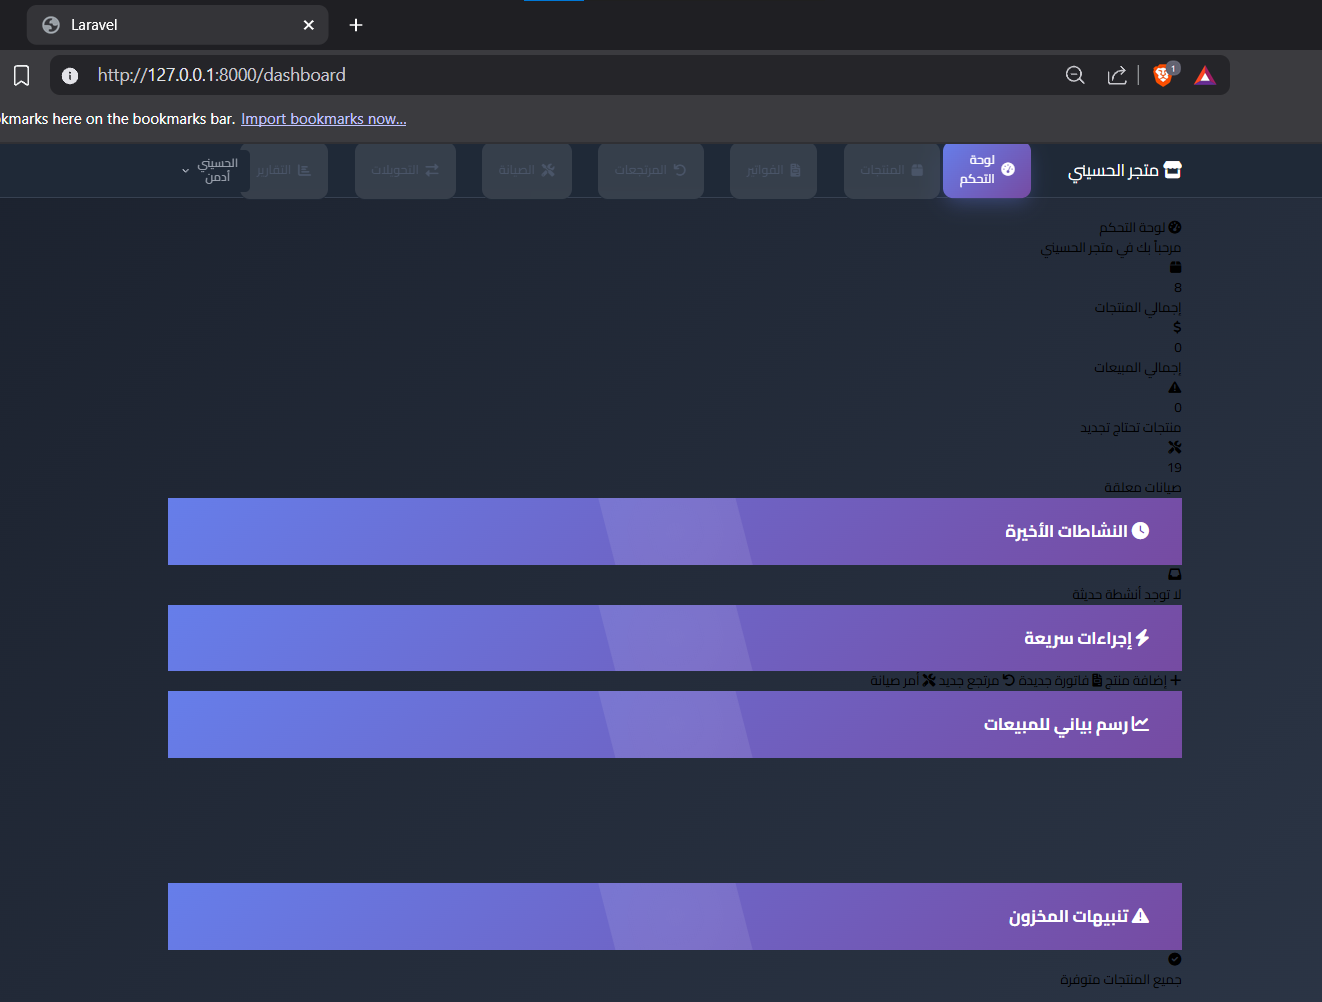 Laravel
http://127.0.0.1:8000/dashboard
1
kmarks here on the bookmarks bar. Import bookmarks now...
متجر الحسيني
لوحة
التحكم
المنتجات
الفواتير
المرتجعات
الصيانة
التحويلات
التقارير
الحسيني
أدمن
لوحة التحكم
مرحباً بك في متجر الحسيني
8
إجمالي المنتجات
0
إجمالي المبيعات
0
منتجات تحتاج تجديد
19
صيانات معلقة
النشاطات الأخيرة
لا توجد أنشطة حديثة
إجراءات سريعة
إضافة منتج فاتورة جديدة مرتجع جديد أمر صيانة
رسم بياني للمبيعات
تنبيهات المخزون
جميع المنتجات متوفرة